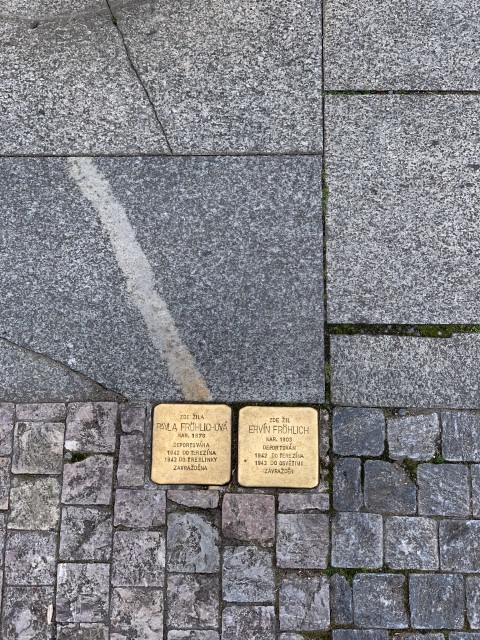 ZDE ŽILA
PAVLA FRÖHLICHOVÁ
NAR. 1878
DEPORTOVÁNA
1942 DO TEREZÍNA
1942 DO TREBLINKY
ZAVRAŽDĚNA
ZDE ŽIL
ERVÍN FRÖHLICH
NAR. 1903
DEPORTOVÁN
1942 DO TEREZÍNA
1943 DO OSVĚTIMI
ZAVRAŽDĚN